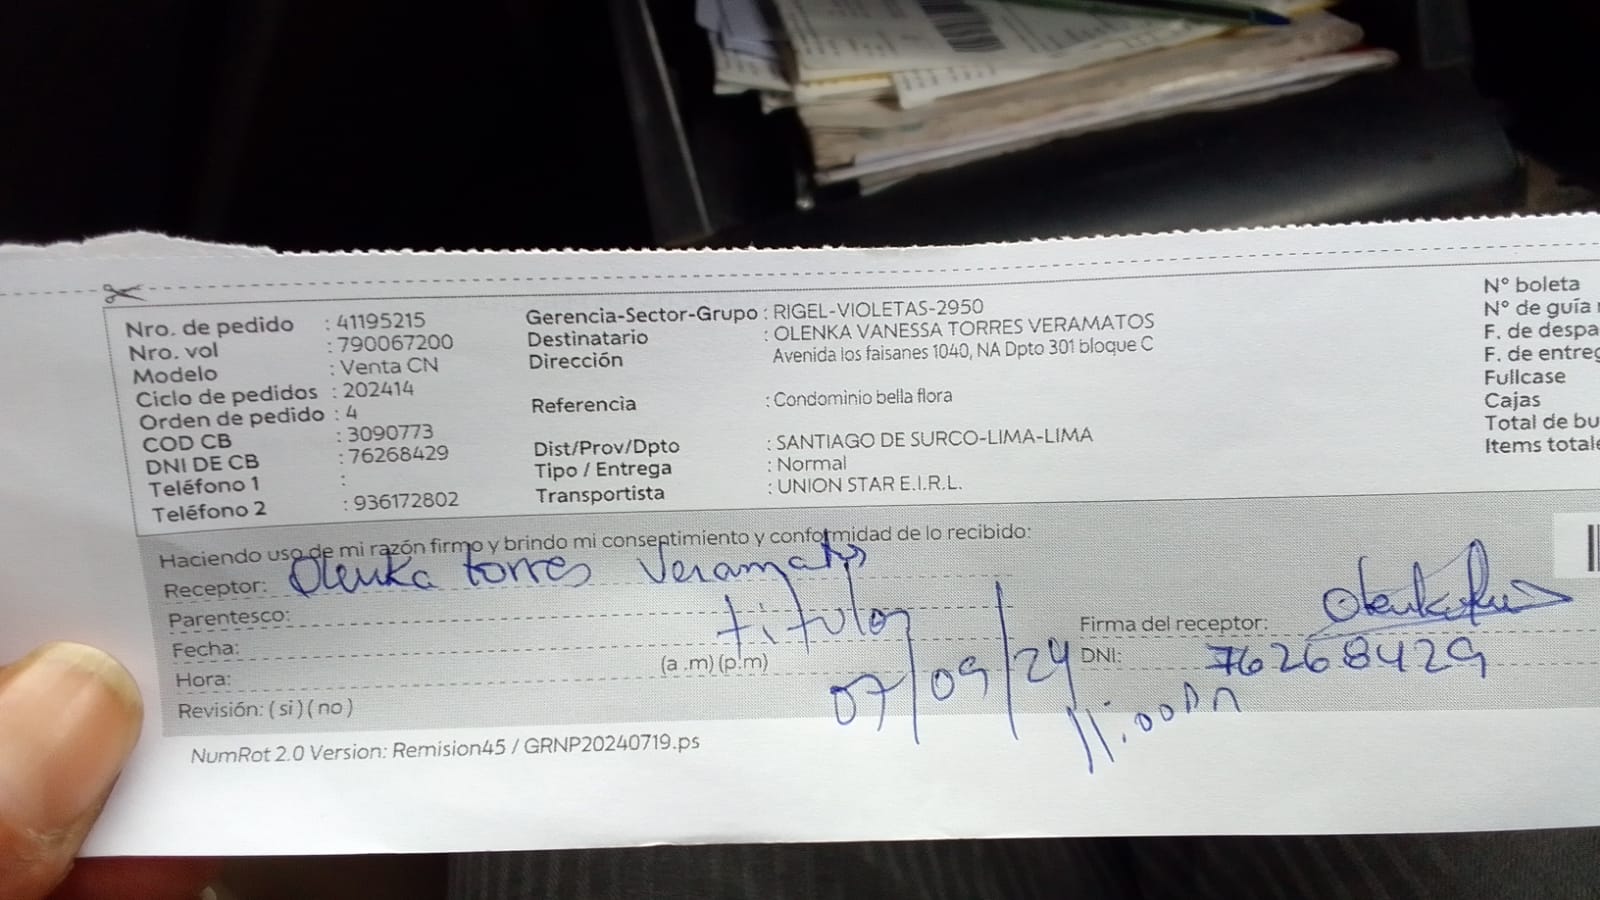 Nro. de pedido : 41195215
Nro. vol : 790067200
Modelo : Venta CN
Ciclo de pedidos : 202414
Orden de pedido : 4
COD CB : 3090773
DNI DE CB : 76268429
Teléfono 1 :
Teléfono 2 : 936172802
Gerencia-Sector-Grupo : RIGEL-VIOLETAS-2950
Destinatario : OLENKA VANESSA TORRES VERAMATOS
Dirección Avenida los faisanes 1040, NA Dpto 301 bloque C
Referencia : Condominio bella flora
Dist/Prov/Dpto : SANTIAGO DE SURCO-LIMA-LIMA
Tipo / Entrega : Normal
Transportista : UNION STAR E.I.R.L.
N° boleta
N° de guía
F. de despa
F. de entreg
Fullcase
Cajas
Total de bu
Items totale
Haciendo uso de mi razón firmo y brindo mi consentimiento y conformidad de lo recibido:
Receptor: Olenka torres Veramatos
Parentesco: titular
Fecha: 07/09/24
Hora: (a .m) (p.m) 11:00
Revisión: ( si ) ( no )
Firma del receptor:
DNI: 76268429
NumRot 2.0 Version: Remision45 / GRNP20240719.ps